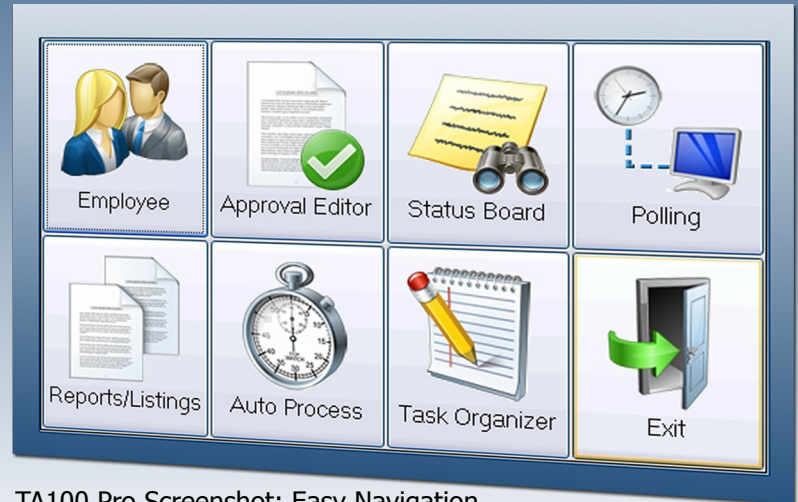 Employee
Approval Editor
Status Board
Polling
Reports/Listings
Auto Process
Task Organizer
Exit
TA100 Pro Screenshot: Easy Navigation